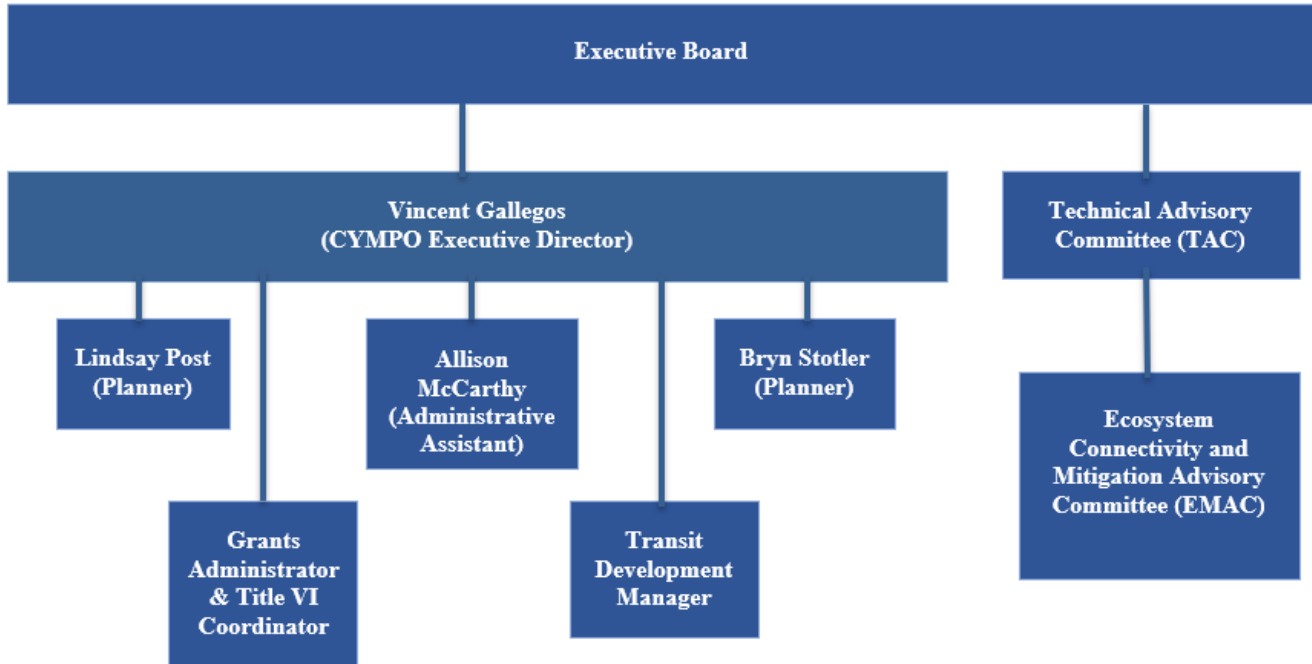 Executive Board
Vincent Gallegos
(CYMPO Executive Director)
Technical Advisory
Committee (TAC)
Lindsay Post
(Planner)
Allison
McCarthy
(Administrative
Assistant)
Bryn Stotler
(Planner)
Ecosystem
Connectivity and
Mitigation Advisory
Committee (EMAC)
Grants
Administrator
& Title VI
Coordinator
Transit
Development
Manager